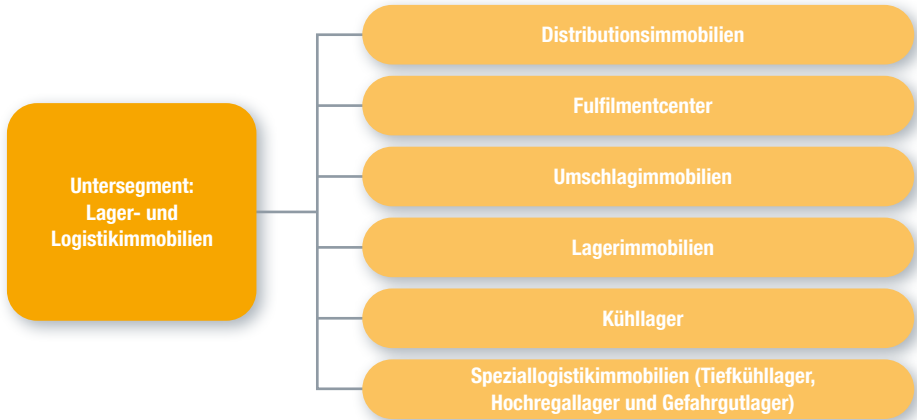 Untersegment:
Lager- und
Logistikimmobilien
Distributionsimmobilien
Fulfilmentcenter
Umschlagimmobilien
Lagerimmobilien
Kühllager
Speziallogistikimmobilien (Tiefkühllager,
Hochregallager und Gefahrgutlager)